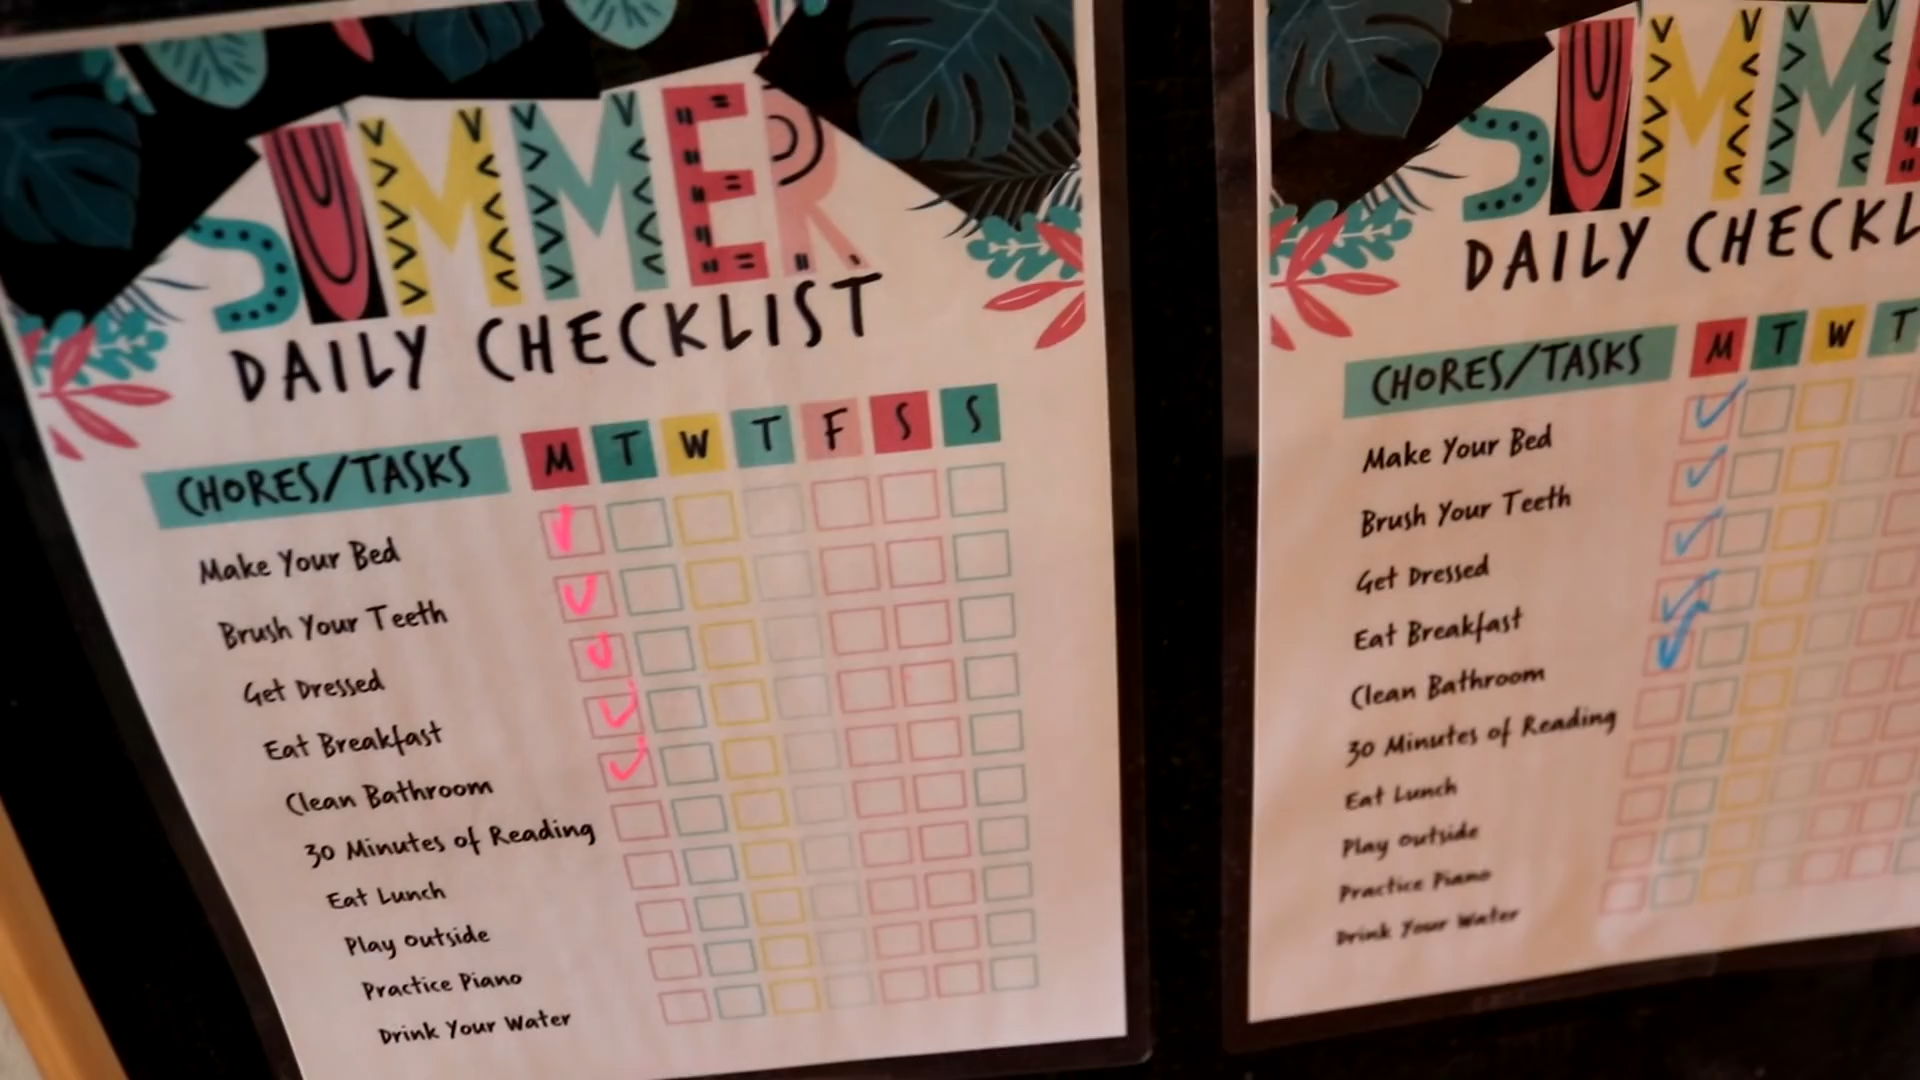 SUMMER
DAILY CHECKLIST
CHORES/TASKS M T W T F S S
Make Your Bed
Brush Your Teeth
Get Dressed
Eat Breakfast
Clean Bathroom
30 Minutes of Reading
Eat Lunch
Play Outside
Practice Piano
Drink Your Water
SUMME
DAILY CHECKL
CHORES/TASKS M T W T
Make Your Bed
Brush Your Teeth
Get Dressed
Eat Breakfast
Clean Bathroom
30 Minutes of Reading
Eat Lunch
Play Outside
Practice Piano
Drink Your Water